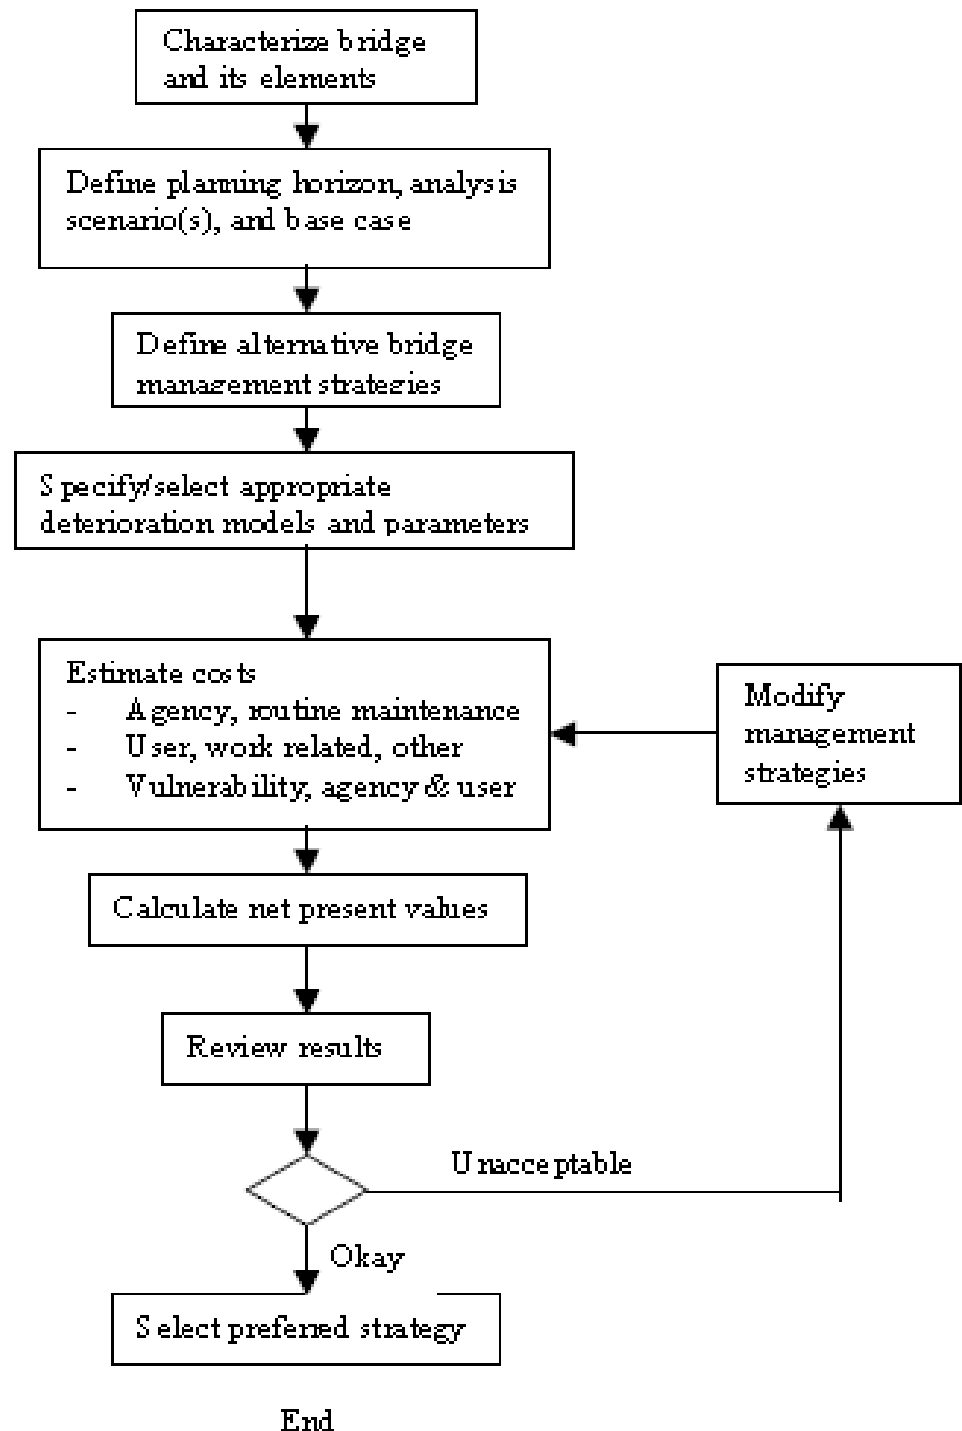 Characterize bridge
and its elements
Define planning horizon, analysis
scenario(s), and base case
Define alternative bridge
management strategies
Specify/select appropriate
deterioration models and parameters
Estimate costs
- Agency, routine maintenance
- User, work related, other
- Vulnerability, agency & user
Modify
management
strategies
Calculate net present values
Review results
Unacceptable
Okay
Select preferred strategy
End